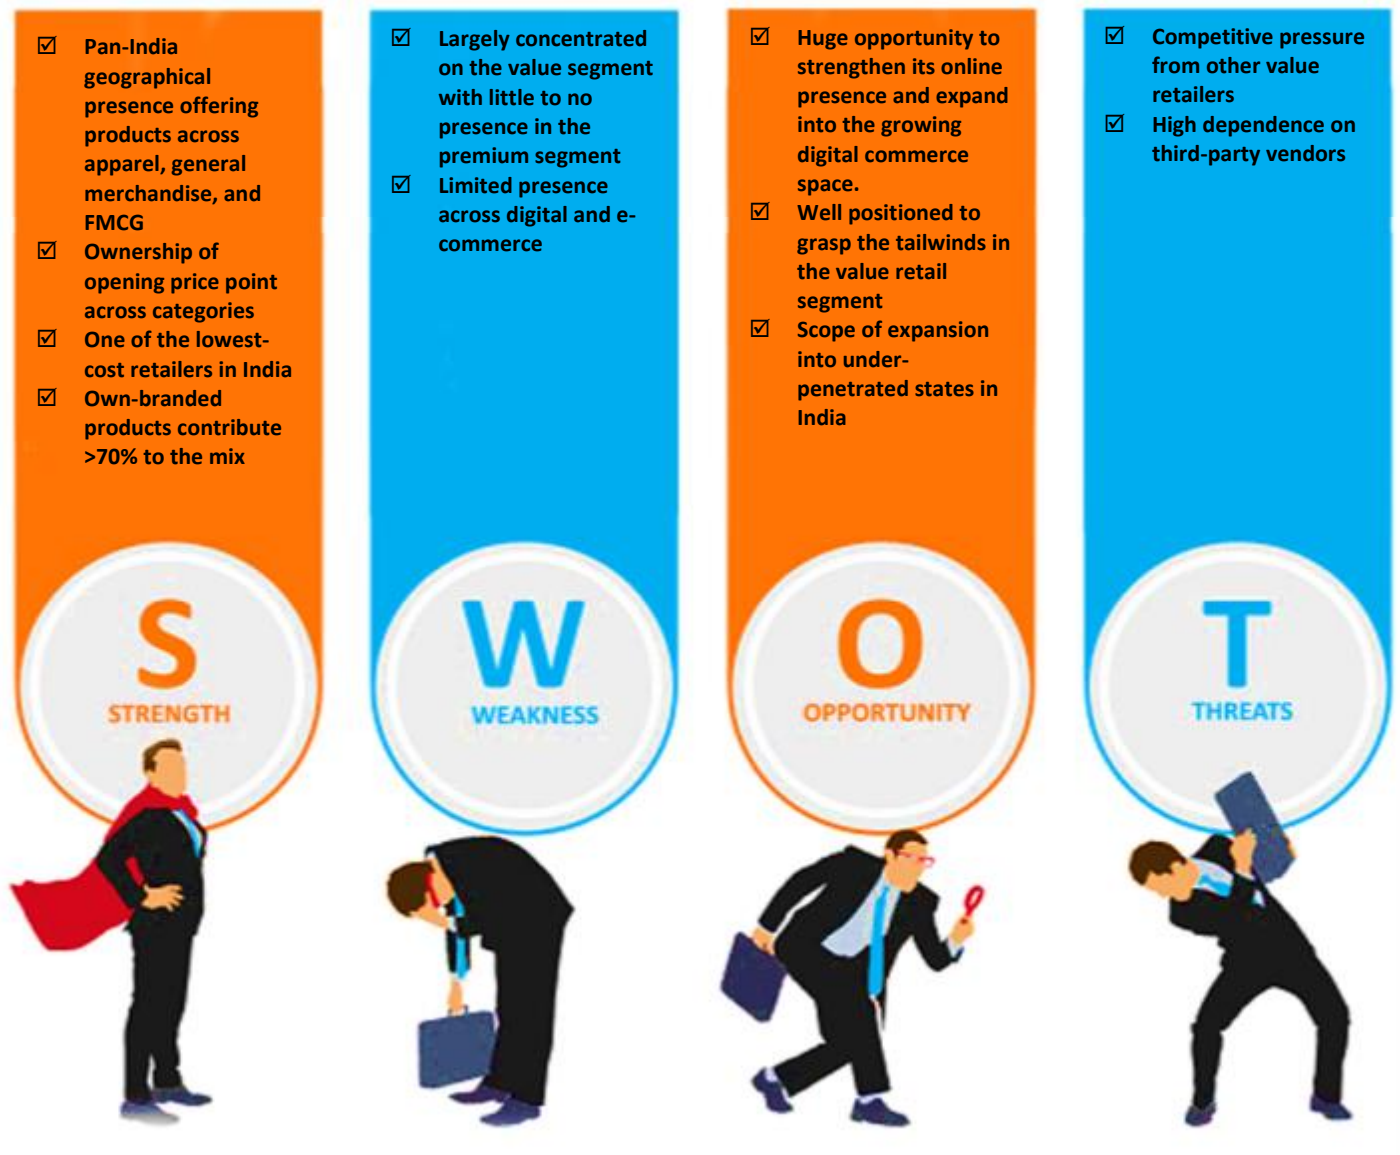 ☑ Pan-India
geographical
presence offering
products across
apparel, general
merchandise, and
FMCG
☑ Ownership of
opening price point
across categories
☑ One of the lowest-
cost retailers in India
☑ Own-branded
products contribute
>70% to the mix
S
STRENGTH
☑ Largely concentrated
on the value segment
with little to no
presence in the
premium segment
☑ Limited presence
across digital and e-
commerce
W
WEAKNESS
☑ Huge opportunity to
strengthen its online
presence and expand
into the growing
digital commerce
space.
☑ Well positioned to
grasp the tailwinds in
the value retail
segment
☑ Scope of expansion
into under-
penetrated states in
India
O
OPPORTUNITY
☑ Competitive pressure
from other value
retailers
☑ High dependence on
third-party vendors
T
THREATS